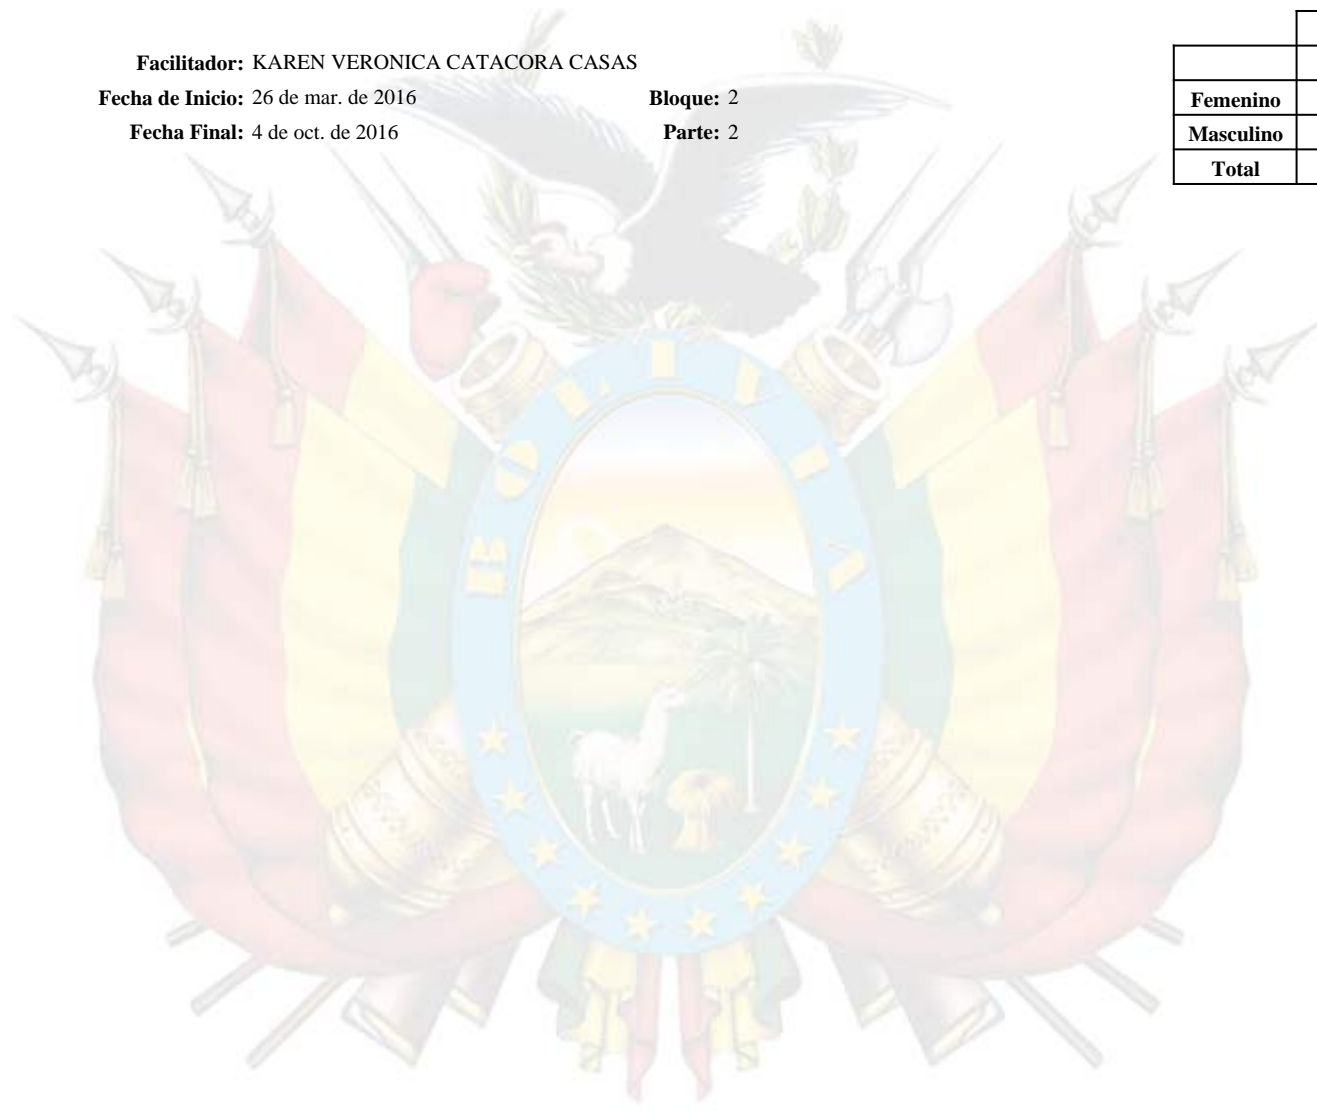 Facilitador: KAREN VERONICA CATACORA CASAS
Fecha de Inicio: 26 de mar. de 2016 Bloque: 2
Fecha Final: 4 de oct. de 2016 Parte: 2
Femenino
Masculino
Total
BOLIVIA